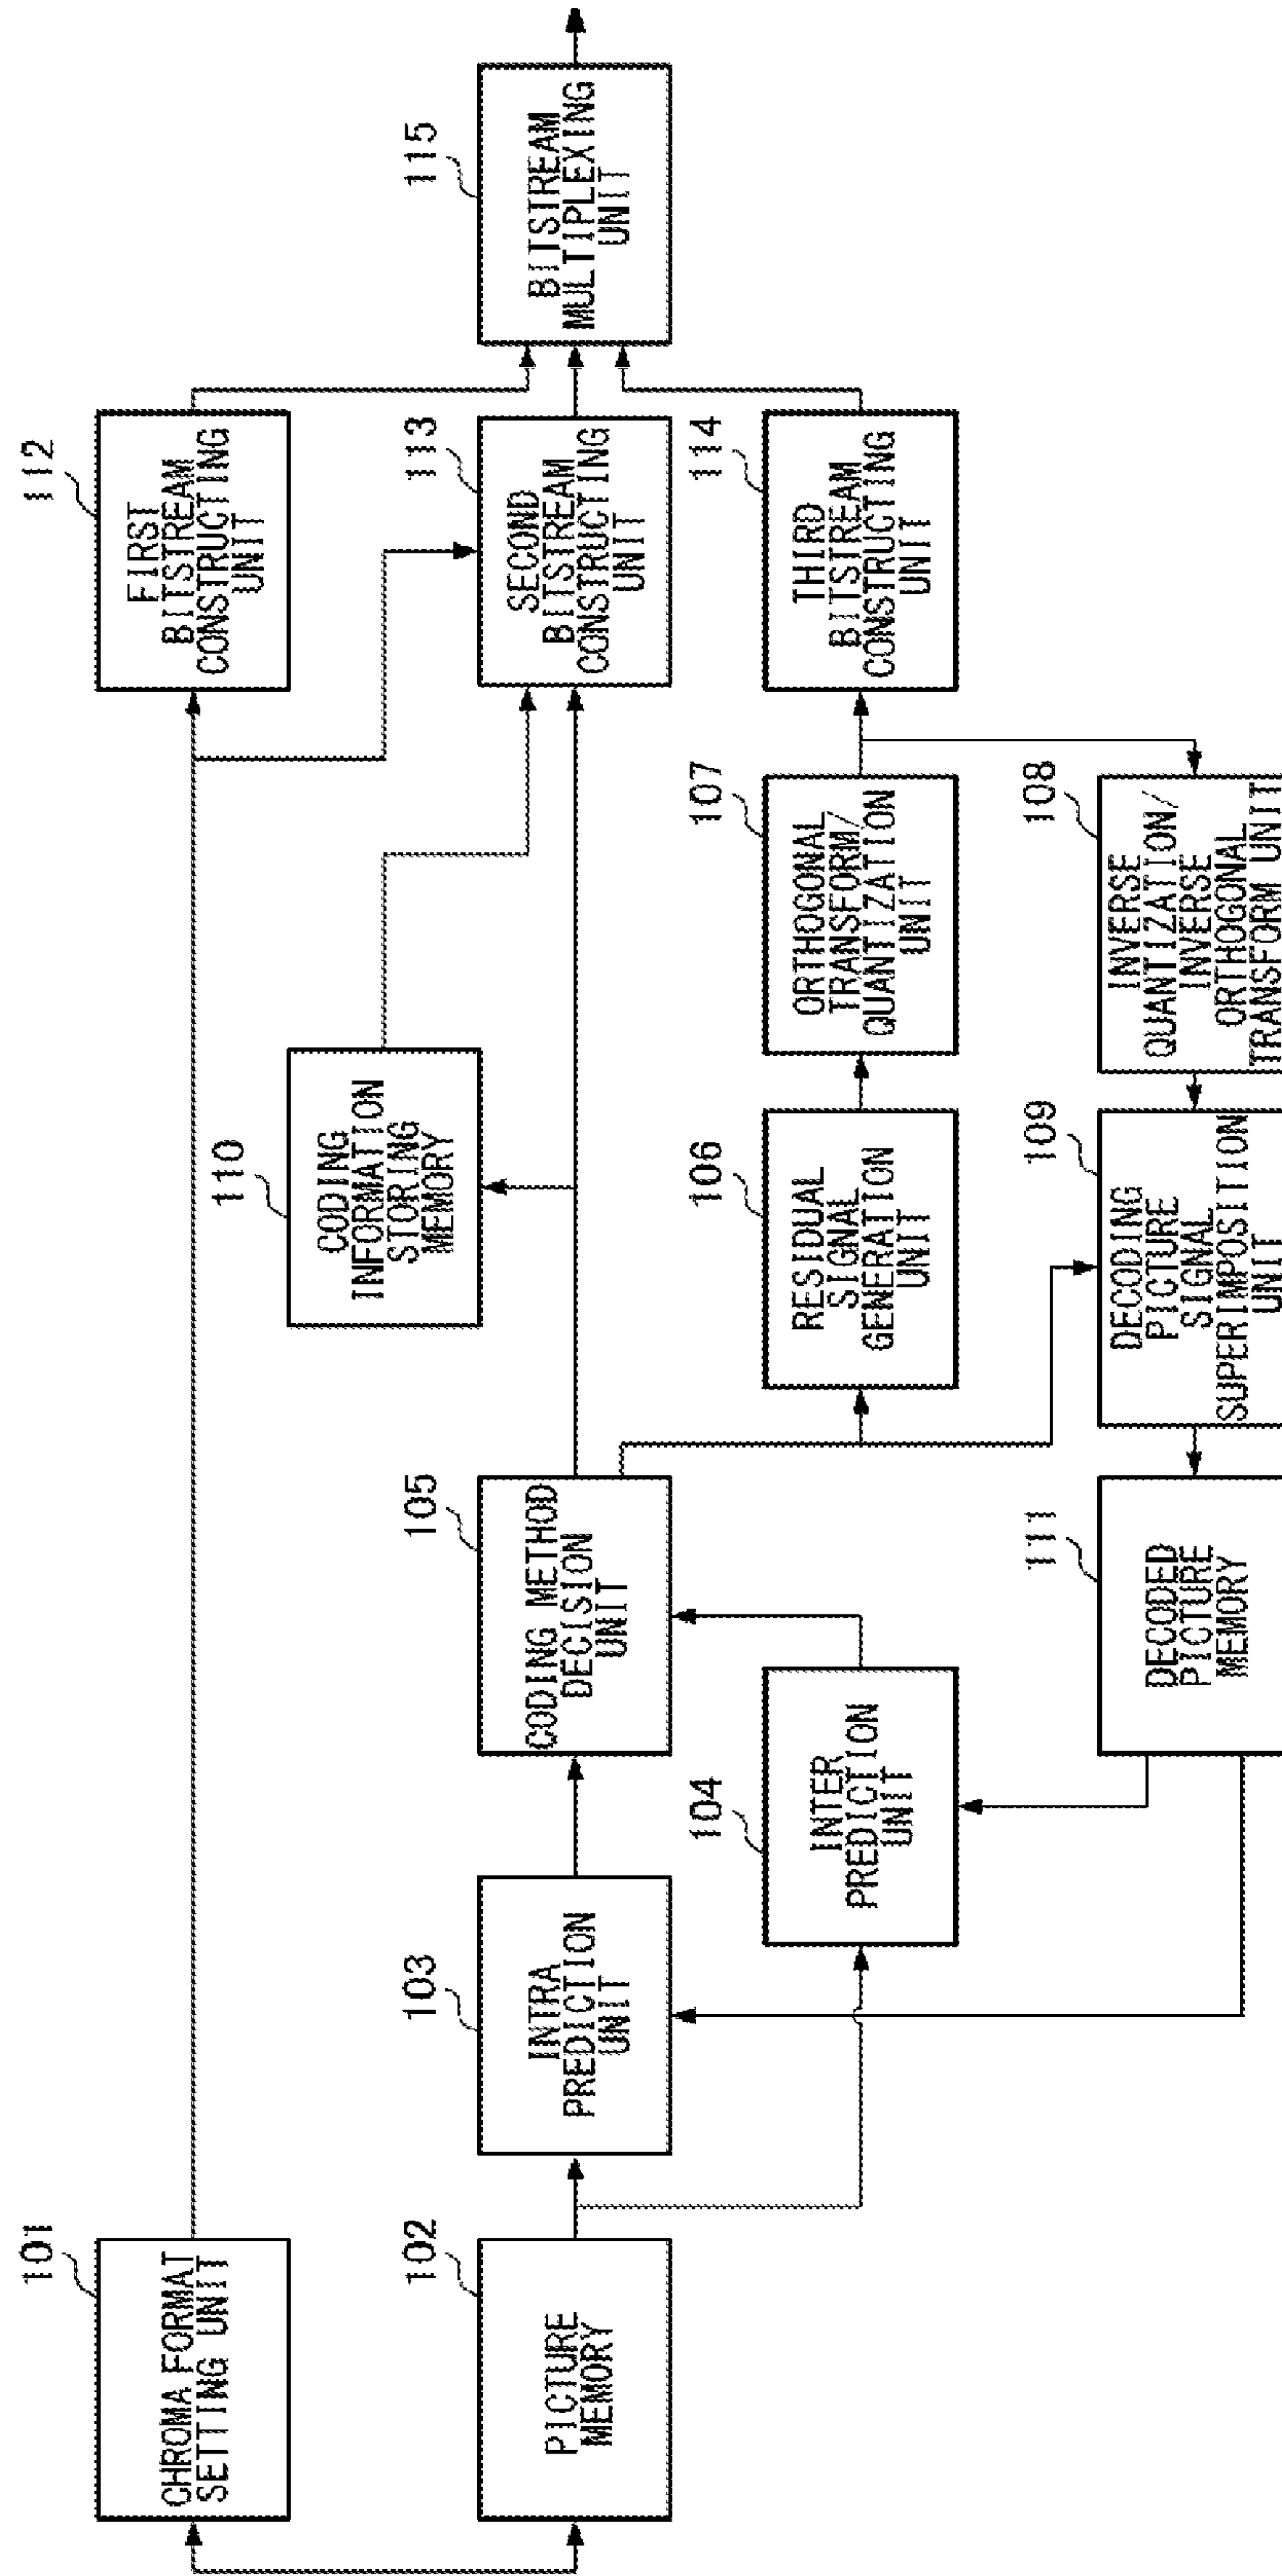 101
CHROMA FORMAT
SETTING UNIT
102
PICTURE
MEMORY
103
INTRA
PREDICTION
UNIT
104
INTER
PREDICTION
UNIT
105
CODING METHOD
DECISION
UNIT
106
RESIDUAL
SIGNAL
GENERATION
UNIT
107
ORTHOGONAL
TRANSFORM/
QUANTIZATION
UNIT
108
INVERSE
QUANTIZATION/
INVERSE
ORTHOGONAL
TRANSFORM UNIT
109
DECODING
PICTURE
SIGNAL
SUPERIMPOSITION
UNIT
110
CODING
INFORMATION
STORING
MEMORY
111
DECODED
PICTURE
MEMORY
112
FIRST
BITSTREAM
CONSTRUCTING
UNIT
113
SECOND
BITSTREAM
CONSTRUCTING
UNIT
114
THIRD
BITSTREAM
CONSTRUCTING
UNIT
115
BITSTREAM
MULTIPLEXING
UNIT